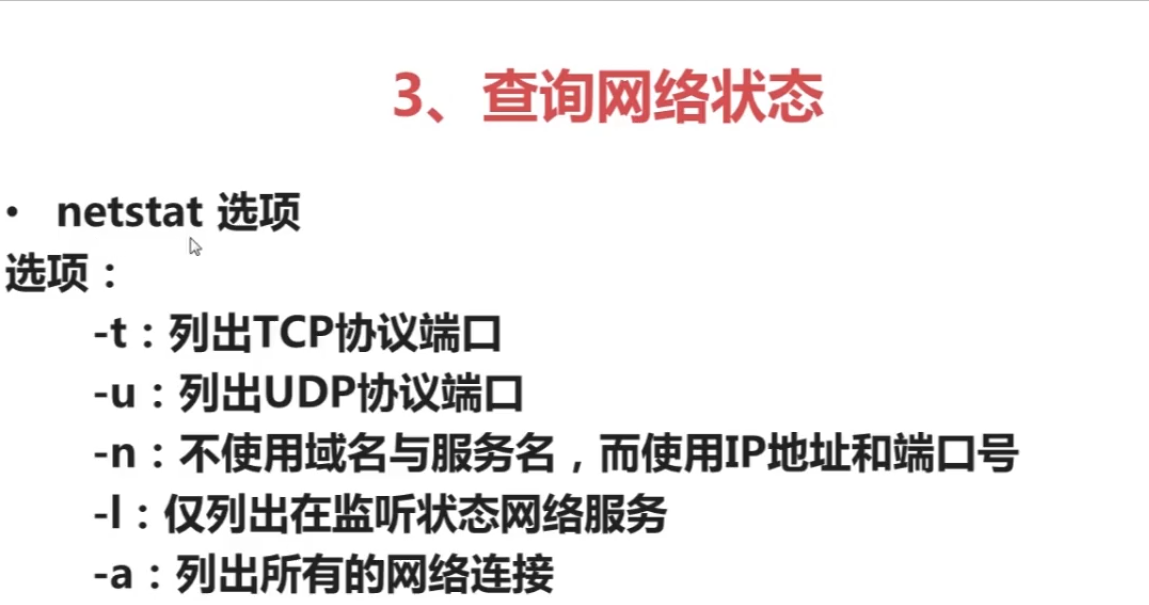 3、查询网络状态
• netstat 选项
选项：
-t：列出TCP协议端口
-u：列出UDP协议端口
-n：不使用域名与服务名，而使用IP地址和端口号
-l：仅列出在监听状态网络服务
-a：列出所有的网络连接